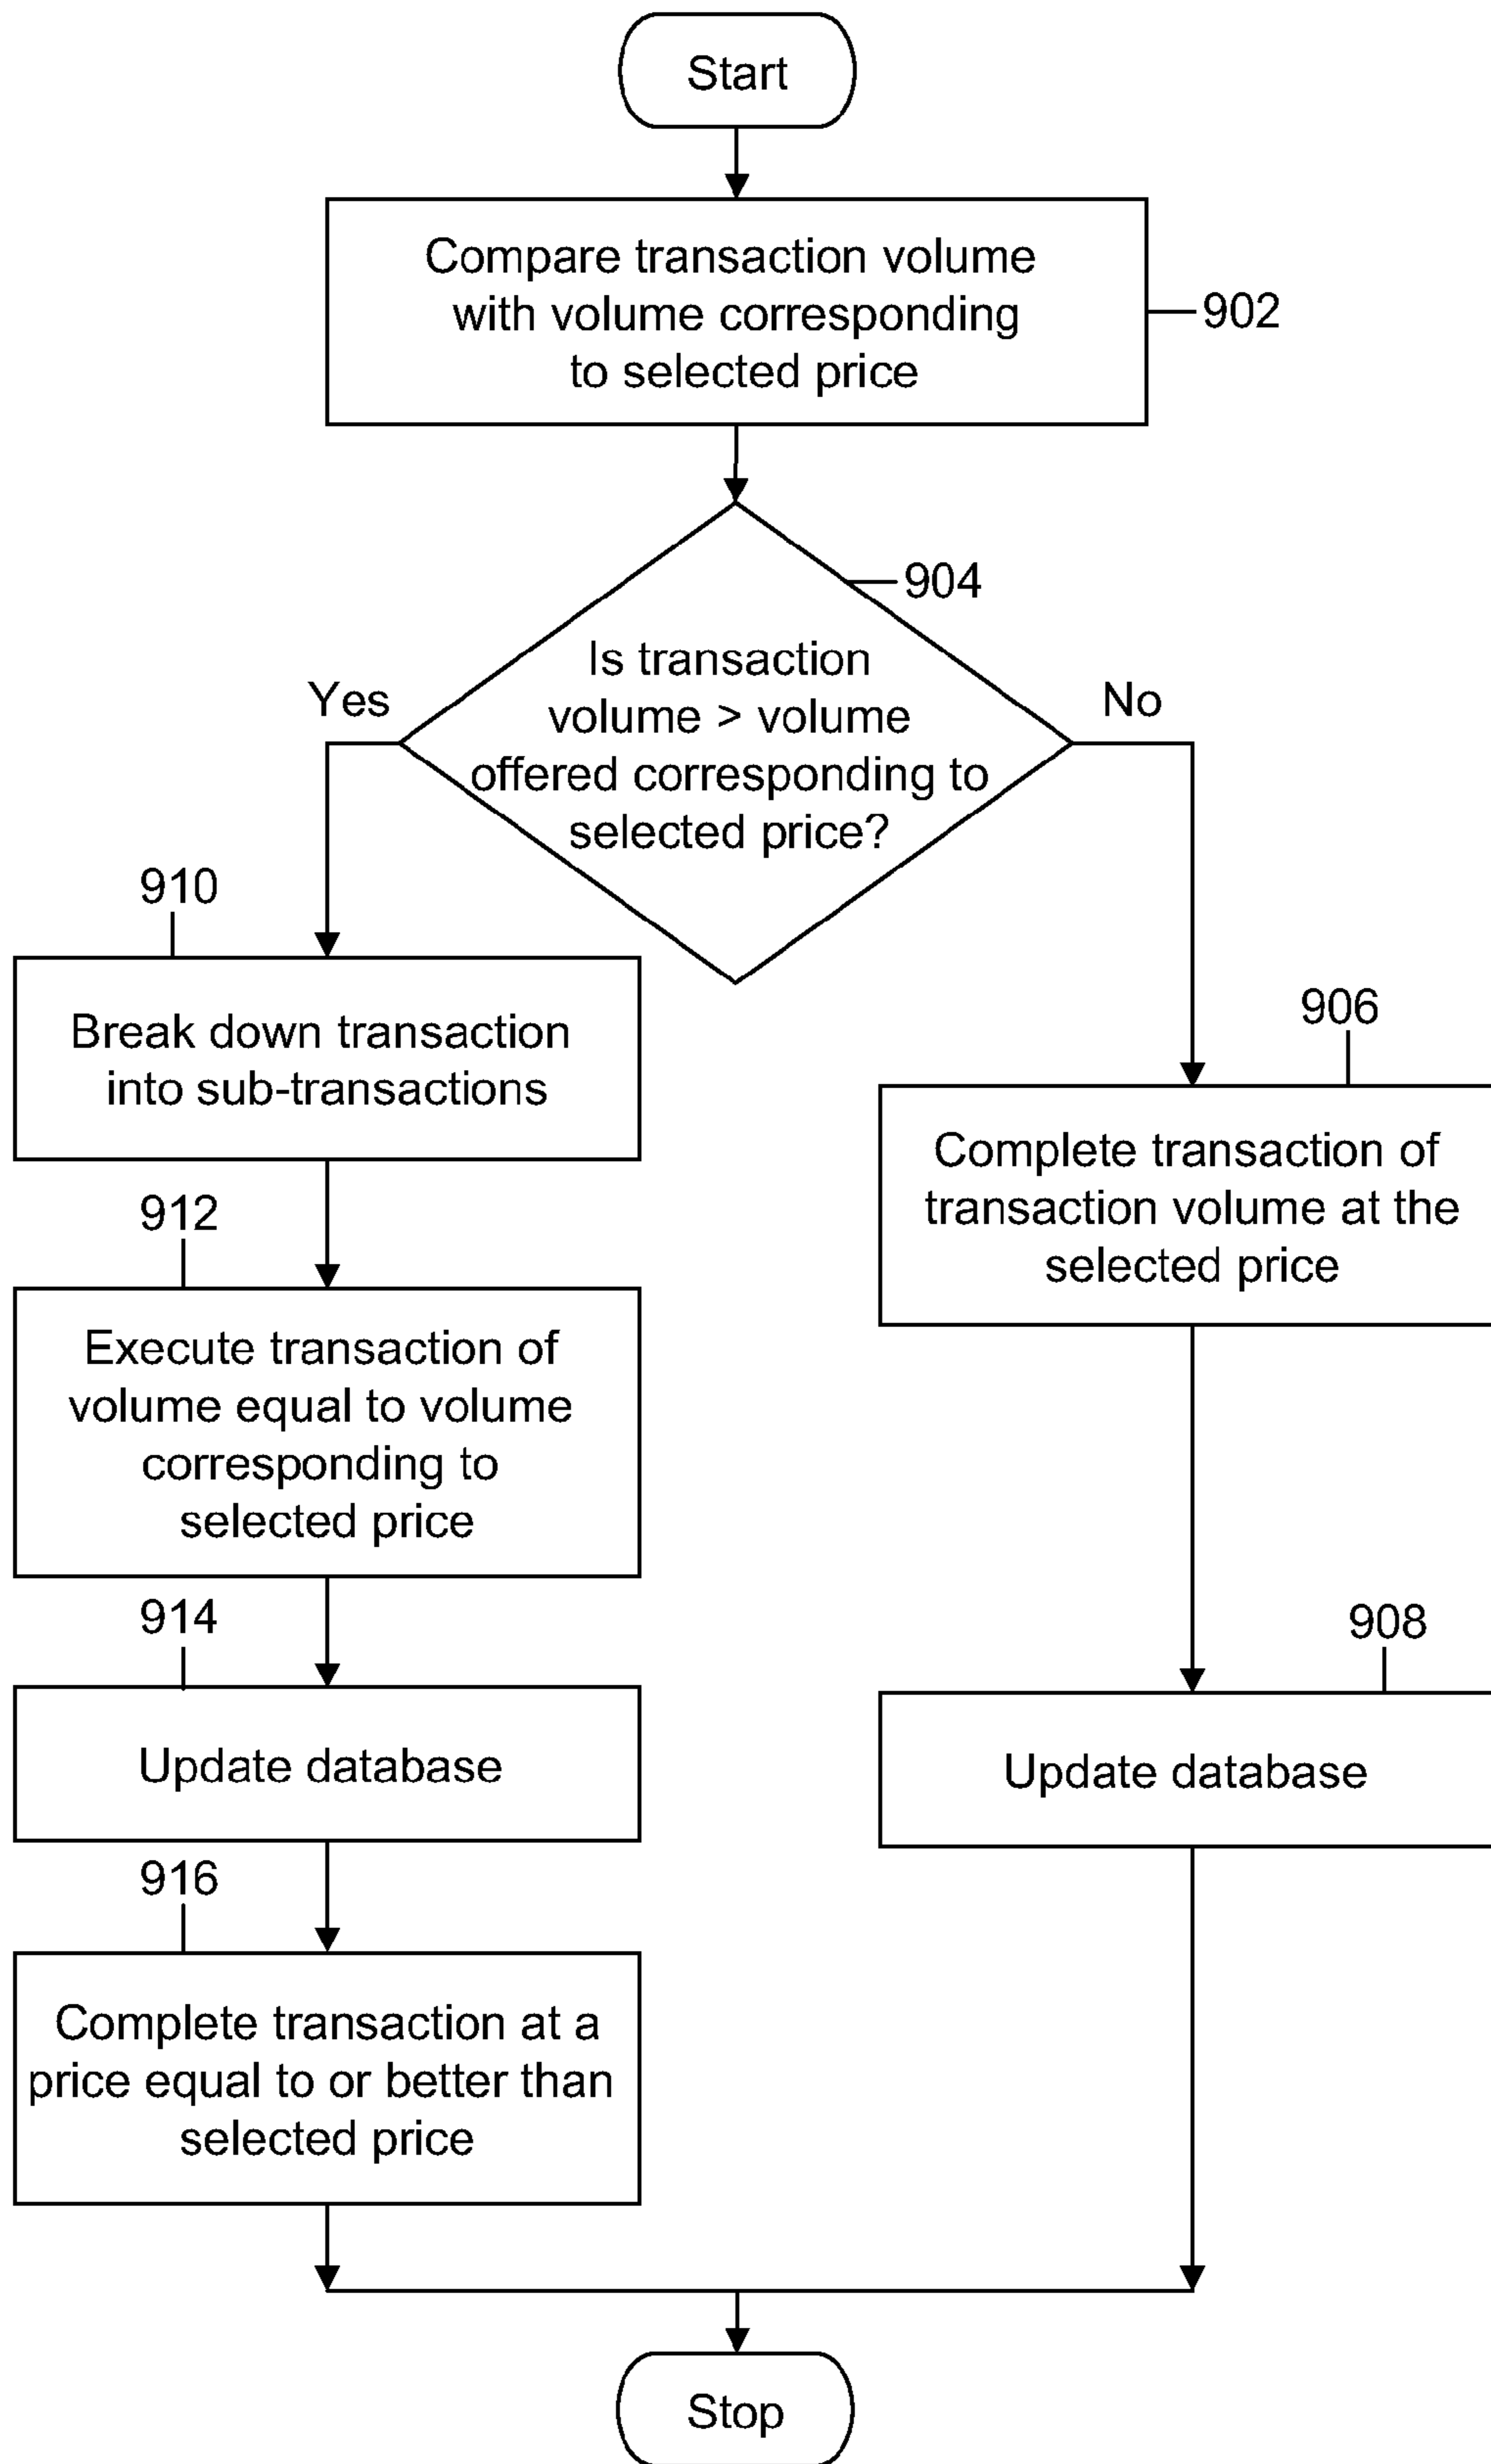 Start
Compare transaction volume
with volume corresponding
to selected price
902
904
Is transaction
volume > volume
offered corresponding to
selected price?
Yes
No
910
Break down transaction
into sub-transactions
906
Complete transaction of
transaction volume at the
selected price
912
Execute transaction of
volume equal to volume
corresponding to
selected price
914
Update database
908
Update database
916
Complete transaction at a
price equal to or better than
selected price
Stop